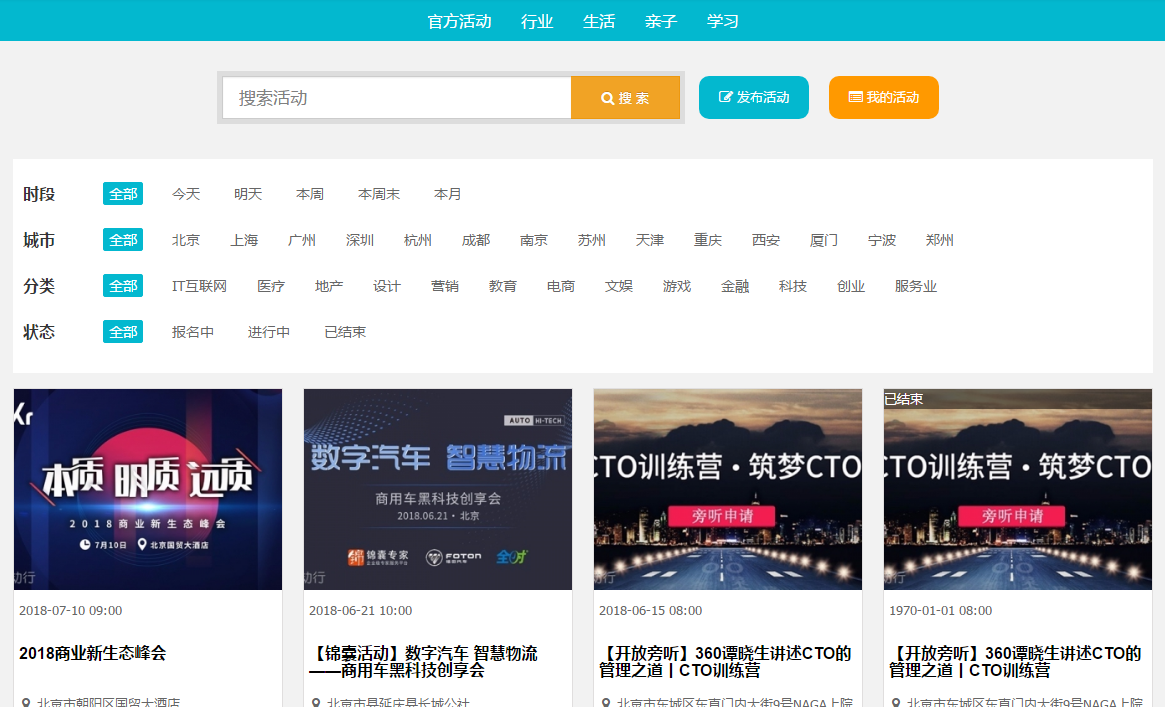 官方活动 行业 生活 亲子 学习
搜索活动 搜 索 发布活动 我的活动
时段 全部 今天 明天 本周 本周末 本月
城市 全部 北京 上海 广州 深圳 杭州 成都 南京 苏州 天津 重庆 西安 厦门 宁波 郑州
分类 全部 IT互联网 医疗 地产 设计 营销 教育 电商 文娱 游戏 金融 科技 创业 服务业
状态 全部 报名中 进行中 已结束
Kr
本质 明质 远质
2018商业新生态峰会
7月10日 北京国贸大酒店
动行
2018-07-10 09:00
2018商业新生态峰会
北京市朝阳区国贸大酒店
AUTO HI-TECH
数字汽车 智慧物流
商用车黑科技创享会
2018.06.21·北京
锦囊专家 FOTON
动行
2018-06-21 10:00
【锦囊活动】数字汽车 智慧物流
——商用车黑科技创享会
北京市县延庆县长城公社
CTO训练营·筑梦CTO
旁听申请
动行
2018-06-15 08:00
【开放旁听】360谭晓生讲述CTO的
管理之道丨CTO训练营
北京市东城区东直门内大街9号NAGA上院
已结束
CTO训练营·筑梦CTO
旁听申请
动行
1970-01-01 08:00
【开放旁听】360谭晓生讲述CTO的
管理之道丨CTO训练营
北京市东城区东直门内大街9号NAGA上院